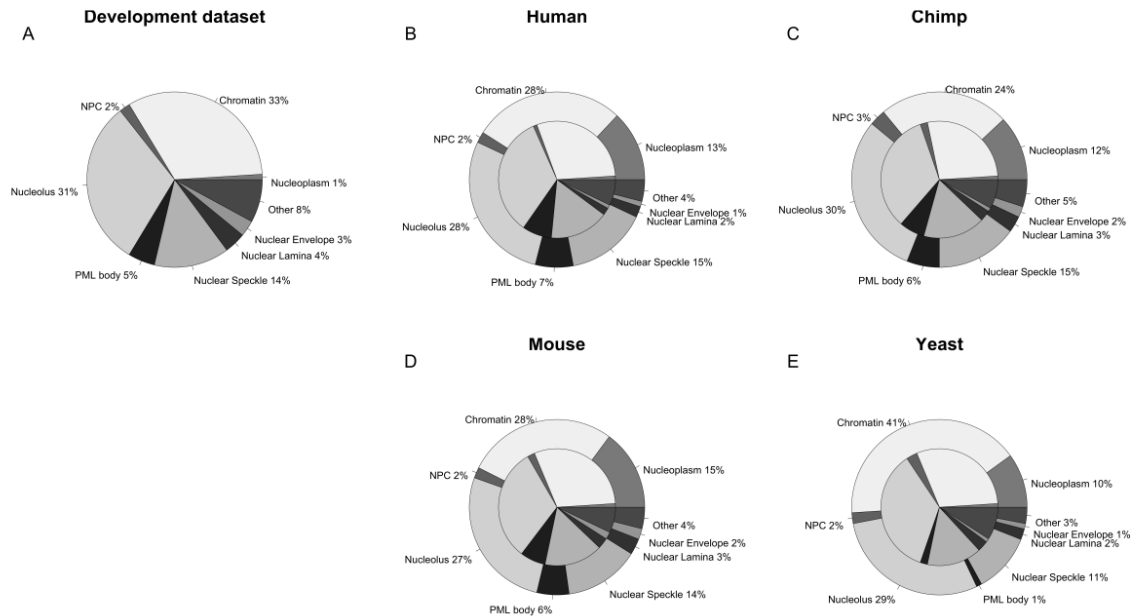 Development dataset
Human
Chimp
A
B
C
Chromatin 33%
NPC 2%
Nucleolus 31%
Nucleoplasm 1%
Other 8%
Nuclear Envelope 3%
Nuclear Lamina 4%
PML body 5%
Nuclear Speckle 14%
Chromatin 28%
NPC 2%
Nucleoplasm 13%
Other 4%
Nuclear Envelope 1%
Nuclear Lamina 2%
Nucleolus 28%
Nuclear Speckle 15%
PML body 7%
Chromatin 24%
NPC 3%
Nucleoplasm 12%
Other 5%
Nuclear Envelope 2%
Nuclear Lamina 3%
Nucleolus 30%
Nuclear Speckle 15%
PML body 6%
Mouse
Yeast
D
E
Chromatin 28%
NPC 2%
Nucleoplasm 15%
Other 4%
Nuclear Envelope 2%
Nuclear Lamina 3%
Nucleolus 27%
Nuclear Speckle 14%
PML body 6%
Chromatin 41%
Nucleoplasm 10%
NPC 2%
Other 3%
Nuclear Envelope 1%
Nuclear Lamina 2%
Nuclear Speckle 11%
Nucleolus 29%
PML body 1%